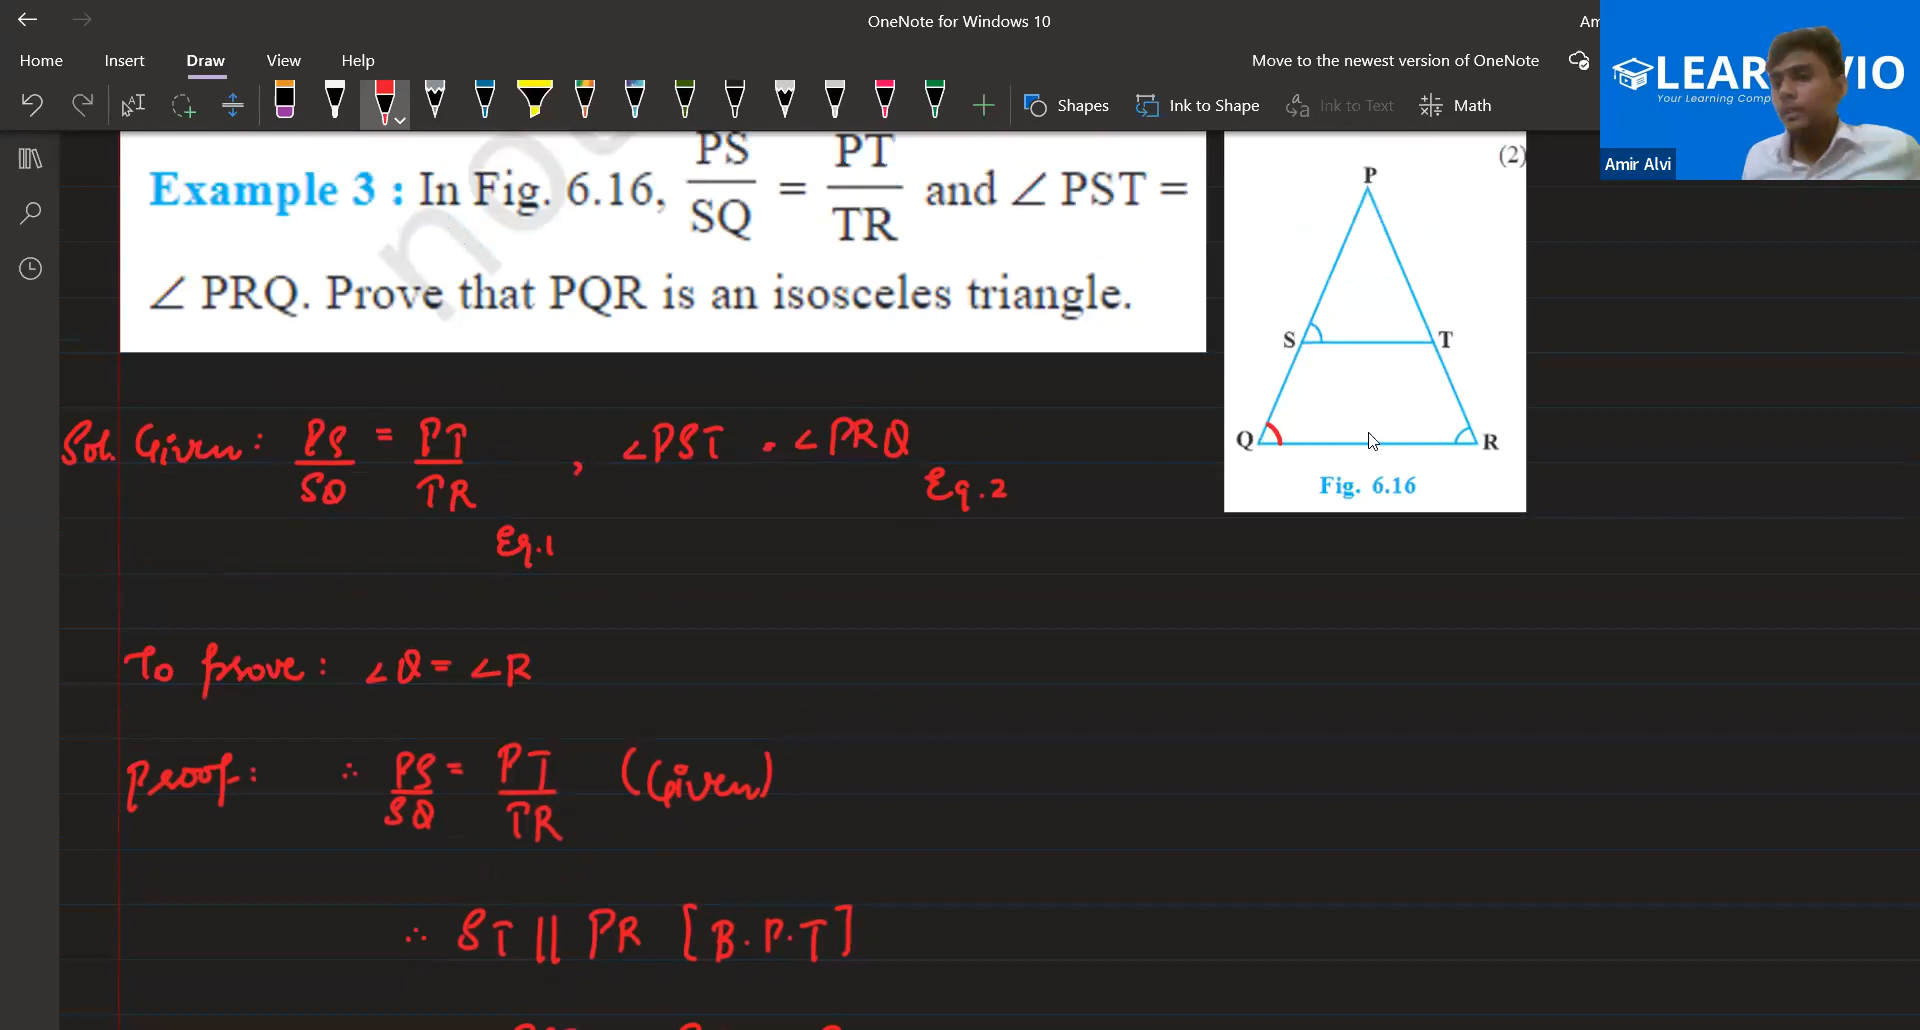 OneNote for Windows 10
Am
Home Insert Draw View Help
Move to the newest version of OneNote
LEAR VIO
Your Learning Comp
Shapes Ink to Shape Ink to Text Math
Amir Alvi
Example 3 : In Fig. 6.16, PS/SQ = PT/TR and ∠ PST =
∠ PRQ. Prove that PQR is an isosceles triangle.
(2)
P
S T
Q R
Fig. 6.16
Sol. Given: PS/SQ = PT/TR , ∠PST = ∠PRQ
Eq.2
Eq.1
To prove: ∠Q = ∠R
Proof: ∴ PS/SQ = PT/TR (Given)
∴ ST || PR [B.P.T]